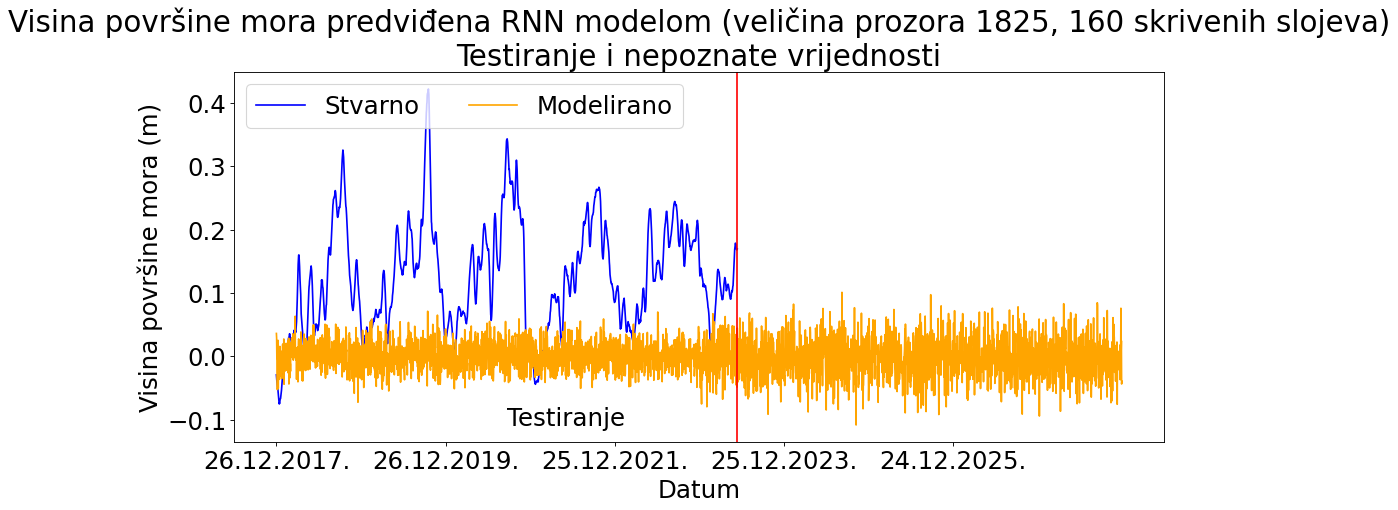 Visina površine mora predviđena RNN modelom (veličina prozora 1825, 160 skrivenih slojeva)
Testiranje i nepoznate vrijednosti
Stvarno Modelirano
Visina površine mora (m)
0.4
0.3
0.2
0.1
0.0
−0.1
Testiranje
26.12.2017. 26.12.2019. 25.12.2021. 25.12.2023. 24.12.2025.
Datum